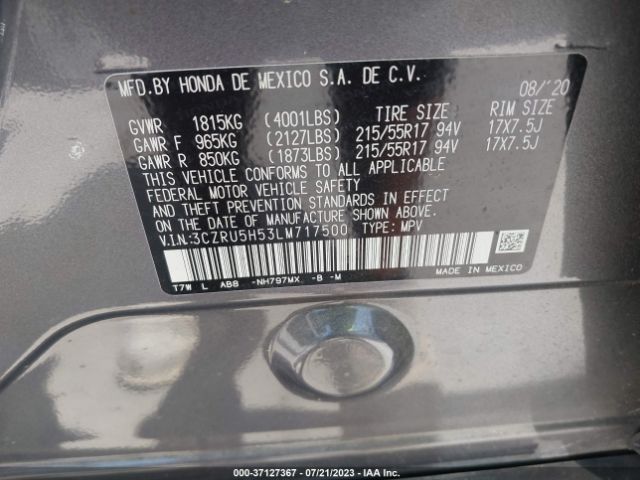 MFD.BY HONDA DE MEXICO S.A. DE C.V. 08/'20
GVWR 1815KG (4001LBS) TIRE SIZE RIM SIZE
GAWR F 965KG (2127LBS) 215/55R17 94V 17X7.5J
GAWR R 850KG (1873LBS) 215/55R17 94V 17X7.5J
THIS VEHICLE CONFORMS TO ALL APPLICABLE
FEDERAL MOTOR VEHICLE SAFETY
AND THEFT PREVENTION STANDARDS IN EFFECT
ON THE DATE OF MANUFACTURE SHOWN ABOVE.
V.I.N.:3CZRU5H53LM717500 TYPE: MPV
T7W L ABB -NH797MX -B -M MADE IN MEXICO
000-37127367 / 07/21/2023 - IAA Inc.